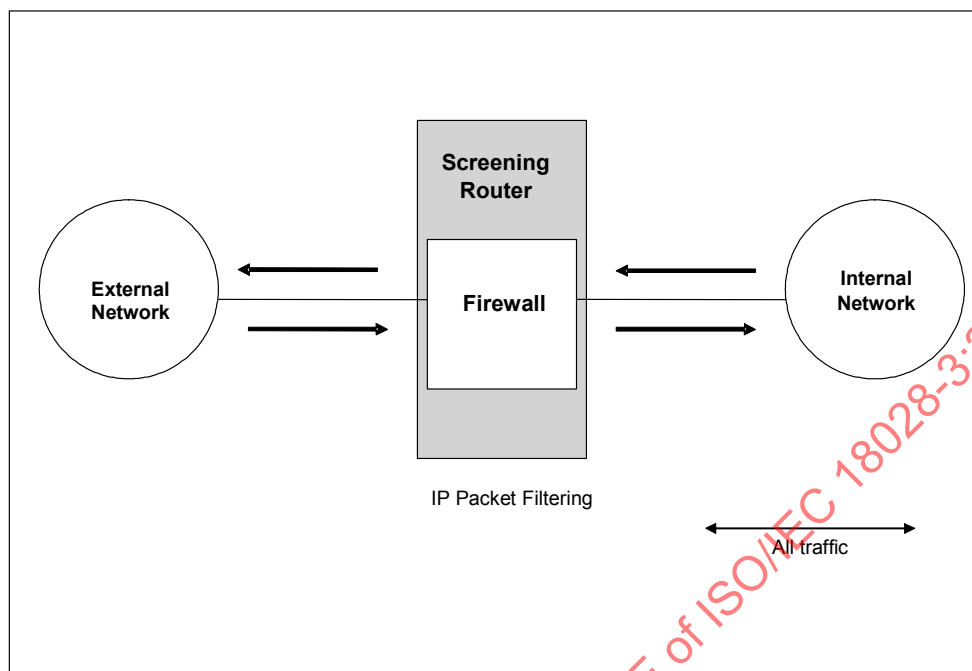 Screening
Router
External
Network
Firewall
Internal
Network
IP Packet Filtering
All traffic
of ISO/IEC 18028-3: